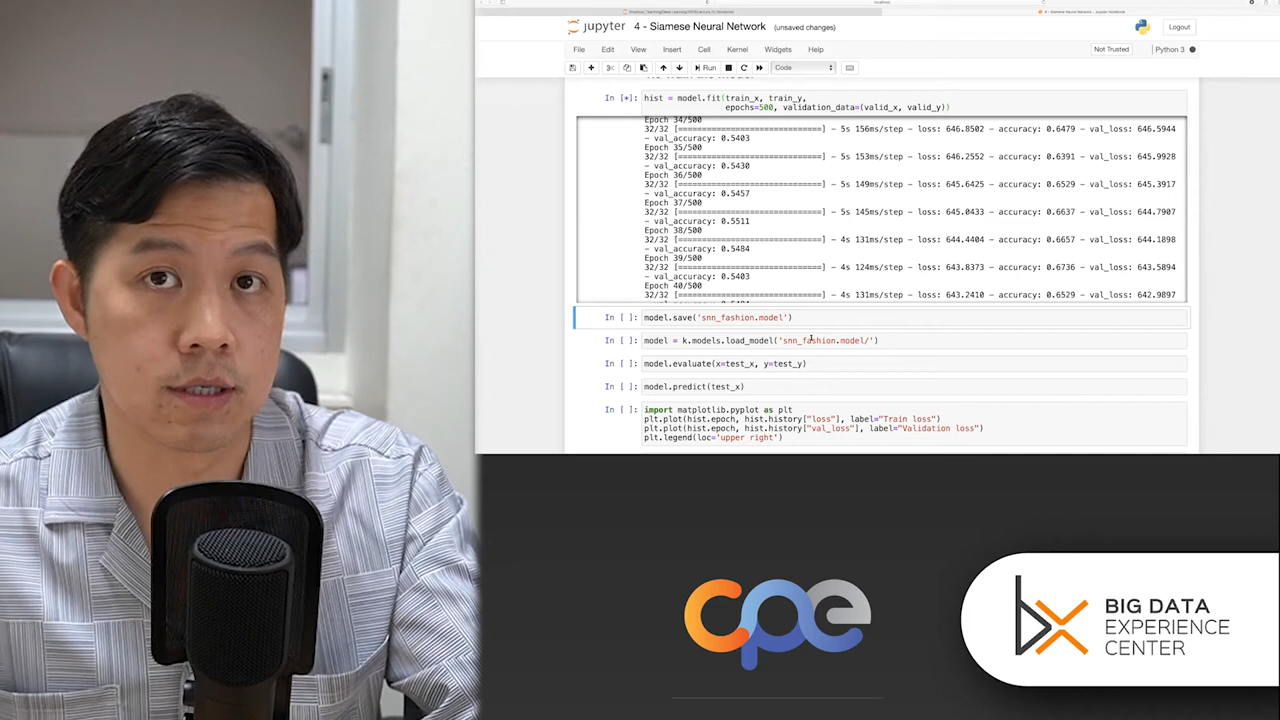 jupyter 4 - Siamese Neural Network (unsaved changes)
Logout
File Edit View Insert Cell Kernel Widgets Help
Not Trusted
Python 3
Run
Code
In [*]: hist = model.fit(train_x, train_y,
epochs=500, validation_data=(valid_x, valid_y))
Epoch 34/500
32/32 [==============================] - 5s 156ms/step - loss: 646.8502 - accuracy: 0.6479 - val_loss: 646.5944
- val_accuracy: 0.5403
Epoch 35/500
32/32 [==============================] - 5s 153ms/step - loss: 646.2552 - accuracy: 0.6391 - val_loss: 645.9928
- val_accuracy: 0.5430
Epoch 36/500
32/32 [==============================] - 5s 149ms/step - loss: 645.6425 - accuracy: 0.6529 - val_loss: 645.3917
- val_accuracy: 0.5457
Epoch 37/500
32/32 [==============================] - 5s 145ms/step - loss: 645.0433 - accuracy: 0.6637 - val_loss: 644.7907
- val_accuracy: 0.5511
Epoch 38/500
32/32 [==============================] - 4s 131ms/step - loss: 644.4404 - accuracy: 0.6657 - val_loss: 644.1898
- val_accuracy: 0.5484
Epoch 39/500
32/32 [==============================] - 4s 124ms/step - loss: 643.8373 - accuracy: 0.6736 - val_loss: 643.5894
- val_accuracy: 0.5403
Epoch 40/500
32/32 [==============================] - 4s 131ms/step - loss: 643.2410 - accuracy: 0.6529 - val_loss: 642.9897
In [ ]: model.save('snn_fashion.model')
In [ ]: model = k.models.load_model('snn_fashion.model/')
In [ ]: model.evaluate(x=test_x, y=test_y)
In [ ]: model.predict(test_x)
In [ ]: import matplotlib.pyplot as plt
plt.plot(hist.epoch, hist.history["loss"], label="Train loss")
plt.plot(hist.epoch, hist.history["val_loss"], label="Validation loss")
plt.legend(loc='upper right')
cpe
bx
BIG DATA
EXPERIENCE
CENTER